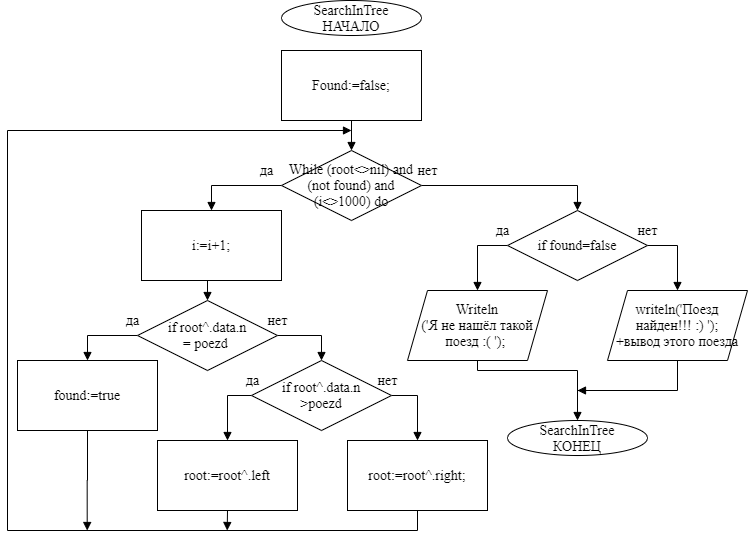 SearchInTree
НАЧАЛО
Found:=false;
да
While (root<>nil) and
(not found) and
(i<>1000) do
нет
i:=i+1;
да
if found=false
нет
Writeln
('Я не нашёл такой
поезд :( ');
writeln('Поезд
найден!!! :) ');
+вывод этого поезда
да
if root^.data.n
= poezd
нет
found:=true
да
if root^.data.n
>poezd
нет
root:=root^.left
root:=root^.right;
SearchInTree
КОНЕЦ